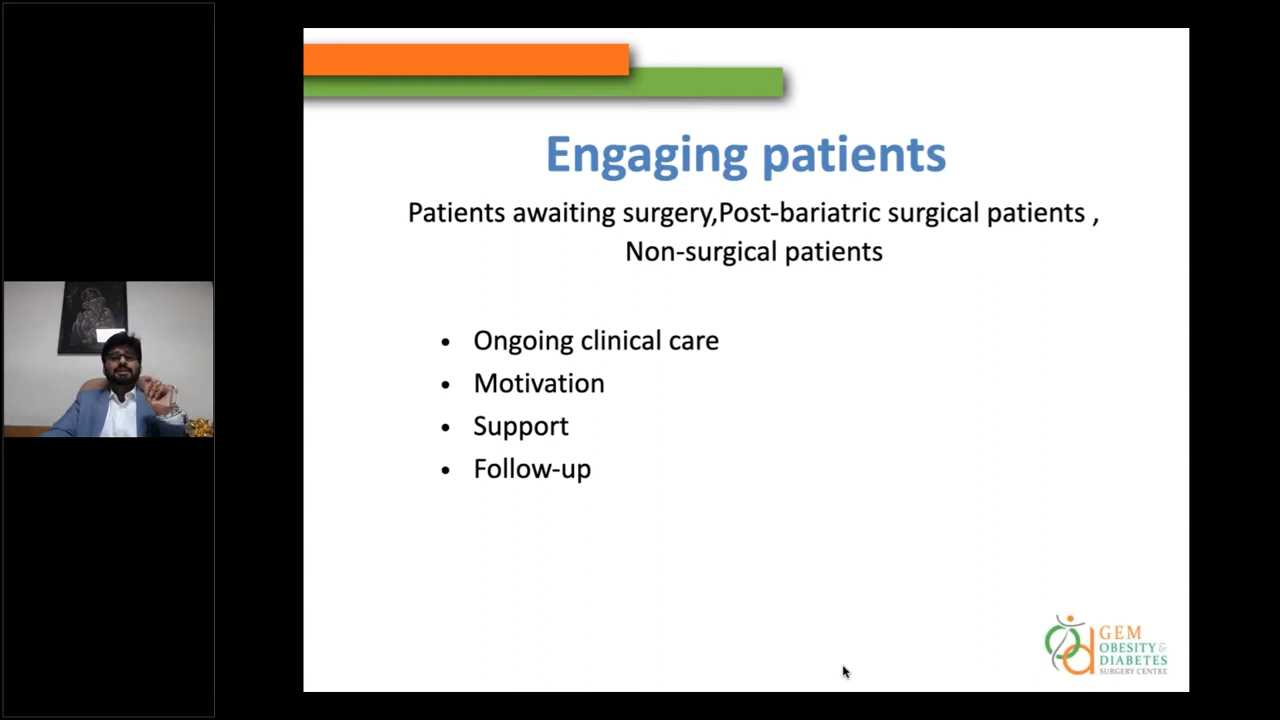 Engaging patients
Patients awaiting surgery,Post-bariatric surgical patients ,
Non-surgical patients
• Ongoing clinical care
• Motivation
• Support
• Follow-up
GEM
OBESITY &
DIABETES
SURGERY CENTRE